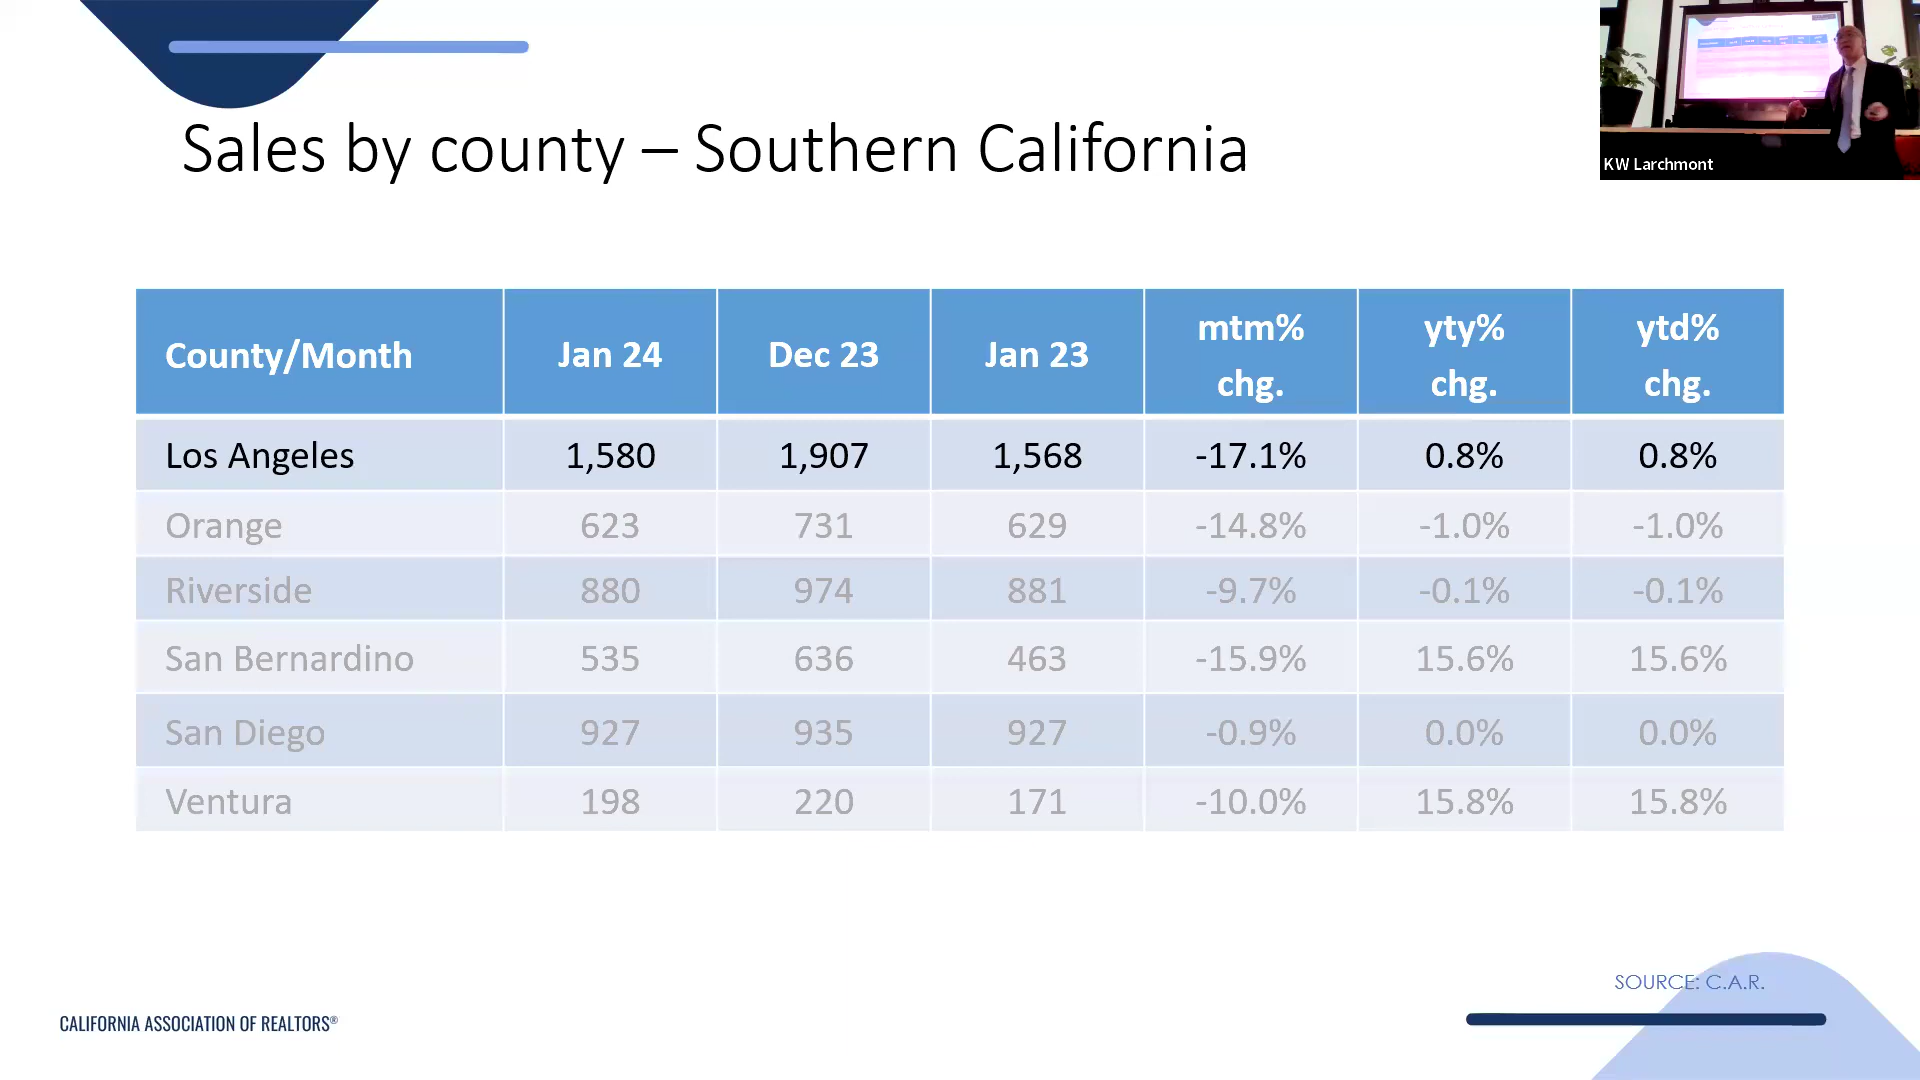 KW Larchmont
Sales by county – Southern California
County/Month Jan 24 Dec 23 Jan 23 mtm% chg. yty% chg. ytd% chg.
Los Angeles 1,580 1,907 1,568 -17.1% 0.8% 0.8%
Orange 623 731 629 -14.8% -1.0% -1.0%
Riverside 880 974 881 -9.7% -0.1% -0.1%
San Bernardino 535 636 463 -15.9% 15.6% 15.6%
San Diego 927 935 927 -0.9% 0.0% 0.0%
Ventura 198 220 171 -10.0% 15.8% 15.8%
SOURCE: C.A.R.
CALIFORNIA ASSOCIATION OF REALTORS®